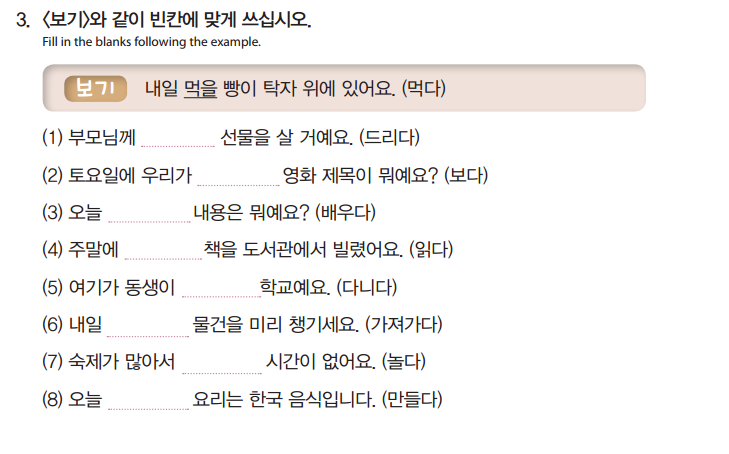 3. 〈보기〉와 같이 빈칸에 맞게 쓰십시오.
Fill in the blanks following the example.
보기 내일 먹을 빵이 탁자 위에 있어요. (먹다)
(1) 부모님께 ............ 선물을 살 거예요. (드리다)
(2) 토요일에 우리가 ............ 영화 제목이 뭐예요? (보다)
(3) 오늘 ............ 내용은 뭐예요? (배우다)
(4) 주말에 ............ 책을 도서관에서 빌렸어요. (읽다)
(5) 여기가 동생이 ............ 학교예요. (다니다)
(6) 내일 ............ 물건을 미리 챙기세요. (가져가다)
(7) 숙제가 많아서 ............ 시간이 없어요. (놀다)
(8) 오늘 ............ 요리는 한국 음식입니다. (만들다)